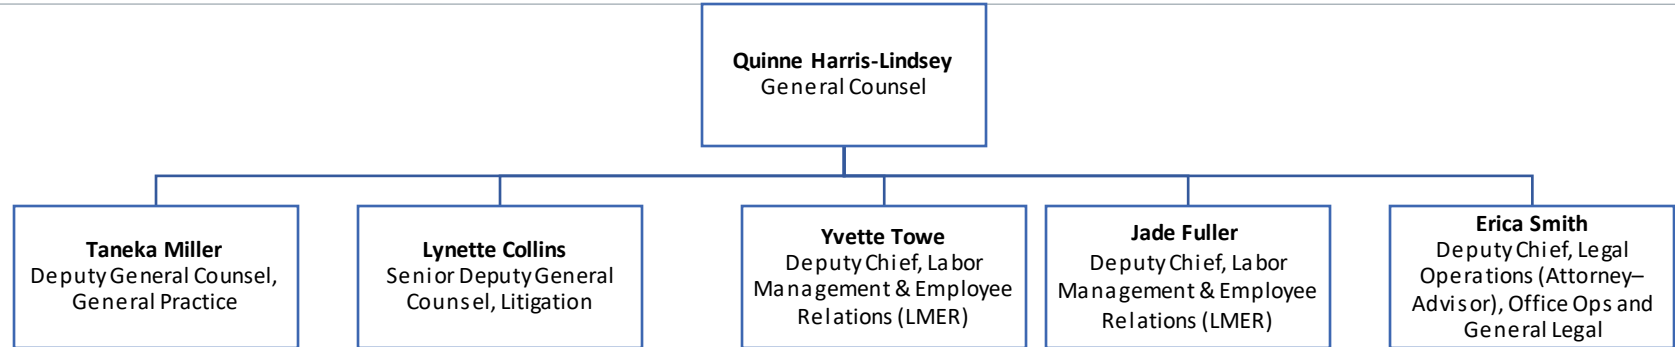 Quinne Harris-Lindsey
General Counsel
Taneka Miller
Deputy General Counsel,
General Practice
Lynette Collins
Senior Deputy General
Counsel, Litigation
Yvette Towe
Deputy Chief, Labor
Management & Employee
Relations (LMER)
Jade Fuller
Deputy Chief, Labor
Management & Employee
Relations (LMER)
Erica Smith
Deputy Chief, Legal
Operations (Attorney–
Advisor), Office Ops and
General Legal